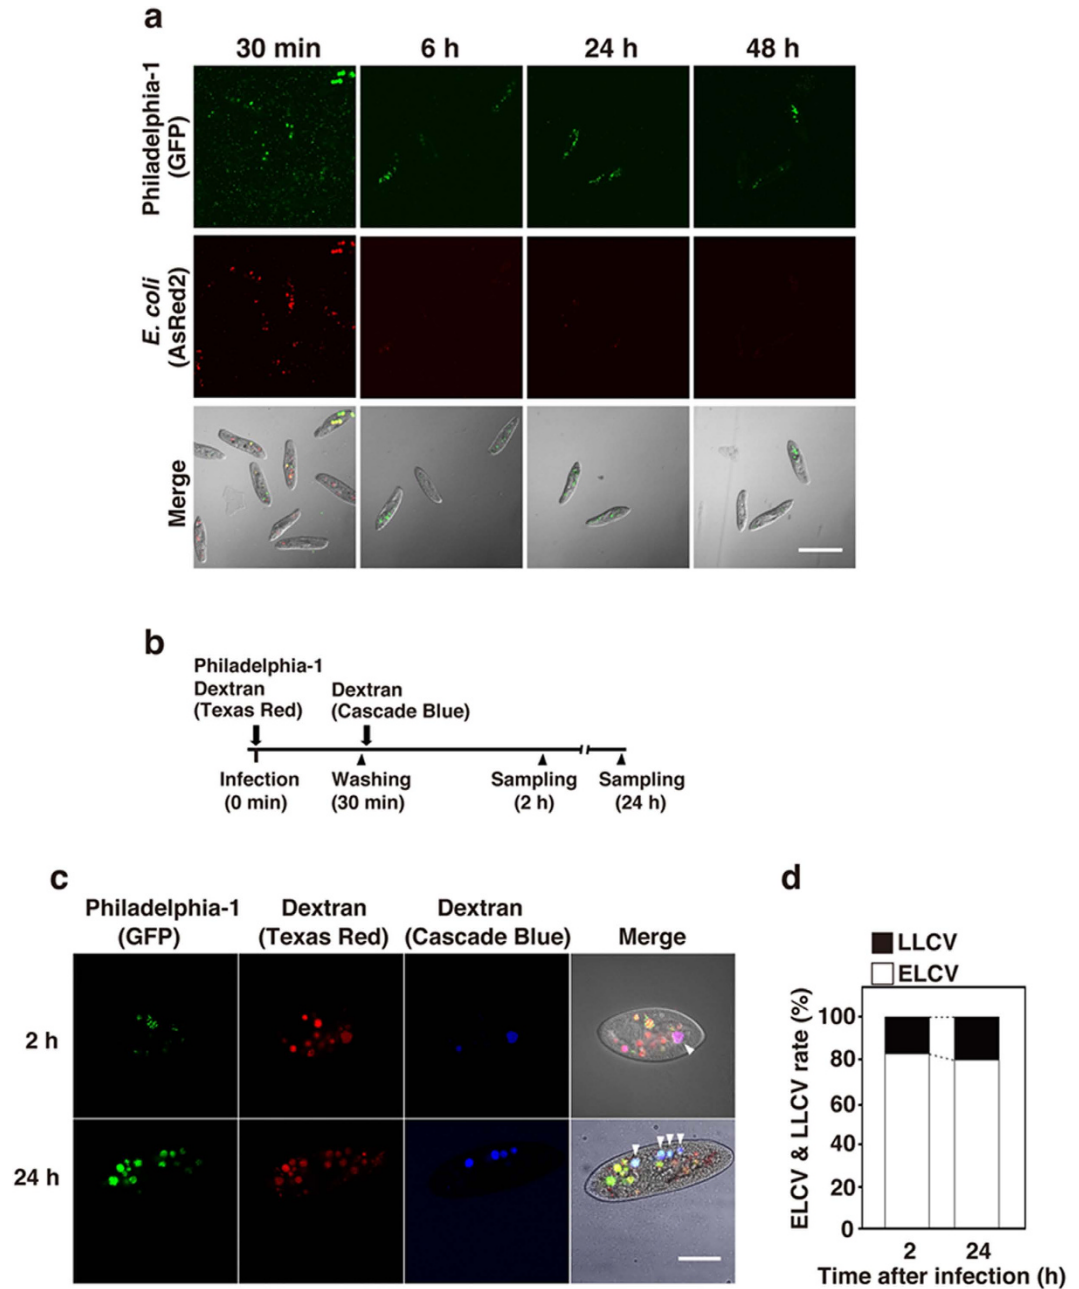 a
30 min 6 h 24 h 48 h
Philadelphia-1
(GFP)
E. coli
(AsRed2)
Merge
b
Philadelphia-1
Dextran
(Texas Red)
Dextran
(Cascade Blue)
Infection
(0 min)
Washing
(30 min)
Sampling
(2 h)
Sampling
(24 h)
c
Philadelphia-1
(GFP)
Dextran
(Texas Red)
Dextran
(Cascade Blue)
Merge
2 h
24 h
d
LLCV
ELCV
ELCV & LLCV rate (%)
100
80
60
40
20
0
2 24
Time after infection (h)